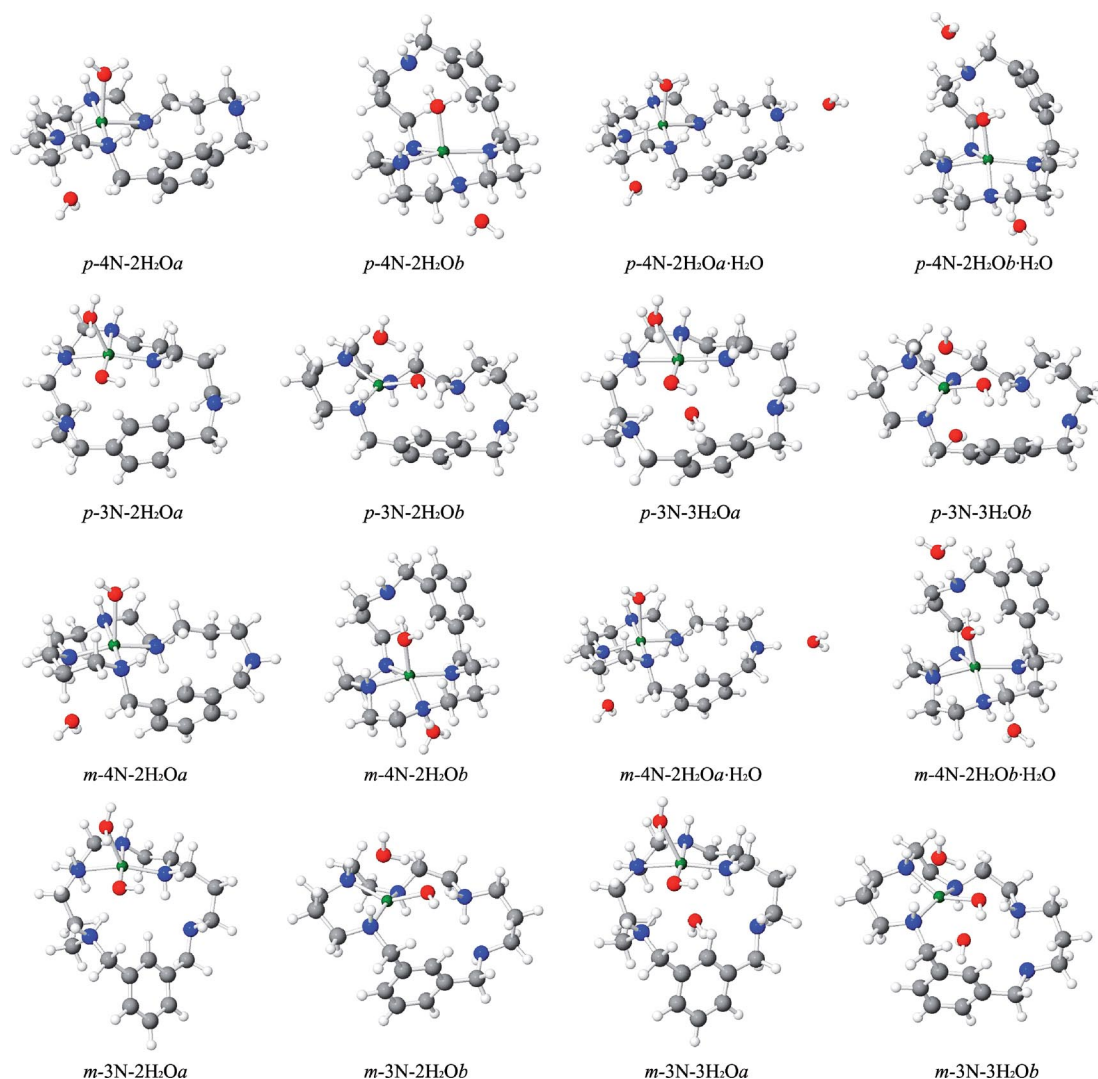 p-4N-2H₂Oa
p-4N-2H₂Ob
p-4N-2H₂Oa·H₂O
p-4N-2H₂Ob·H₂O
p-3N-2H₂Oa
p-3N-2H₂Ob
p-3N-3H₂Oa
p-3N-3H₂Ob
m-4N-2H₂Oa
m-4N-2H₂Ob
m-4N-2H₂Oa·H₂O
m-4N-2H₂Ob·H₂O
m-3N-2H₂Oa
m-3N-2H₂Ob
m-3N-3H₂Oa
m-3N-3H₂Ob